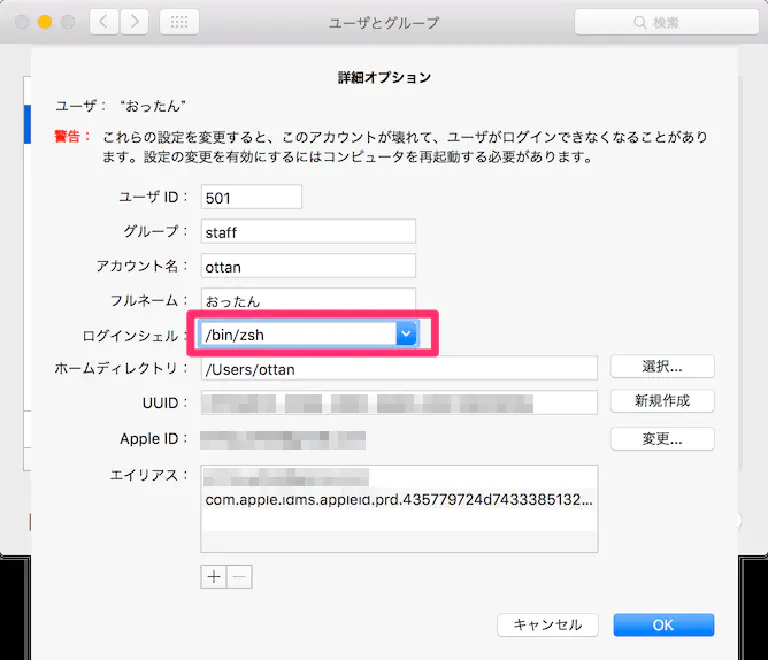 ユーザとグループ
検索
詳細オプション
ユーザ： “おったん”
警告： これらの設定を変更すると、このアカウントが壊れて、ユーザがログインできなくなることがあり
ます。設定の変更を有効にするにはコンピュータを再起動する必要があります。
ユーザ ID： 501
グループ： staff
アカウント名： ottan
フルネーム： おったん
ログインシェル： /bin/zsh
ホームディレクトリ： /Users/ottan 選択...
UUID： 新規作成
Apple ID： 変更...
エイリアス：
com.apple.idms.appleid.prd.435779724d7433385132...
キャンセル OK